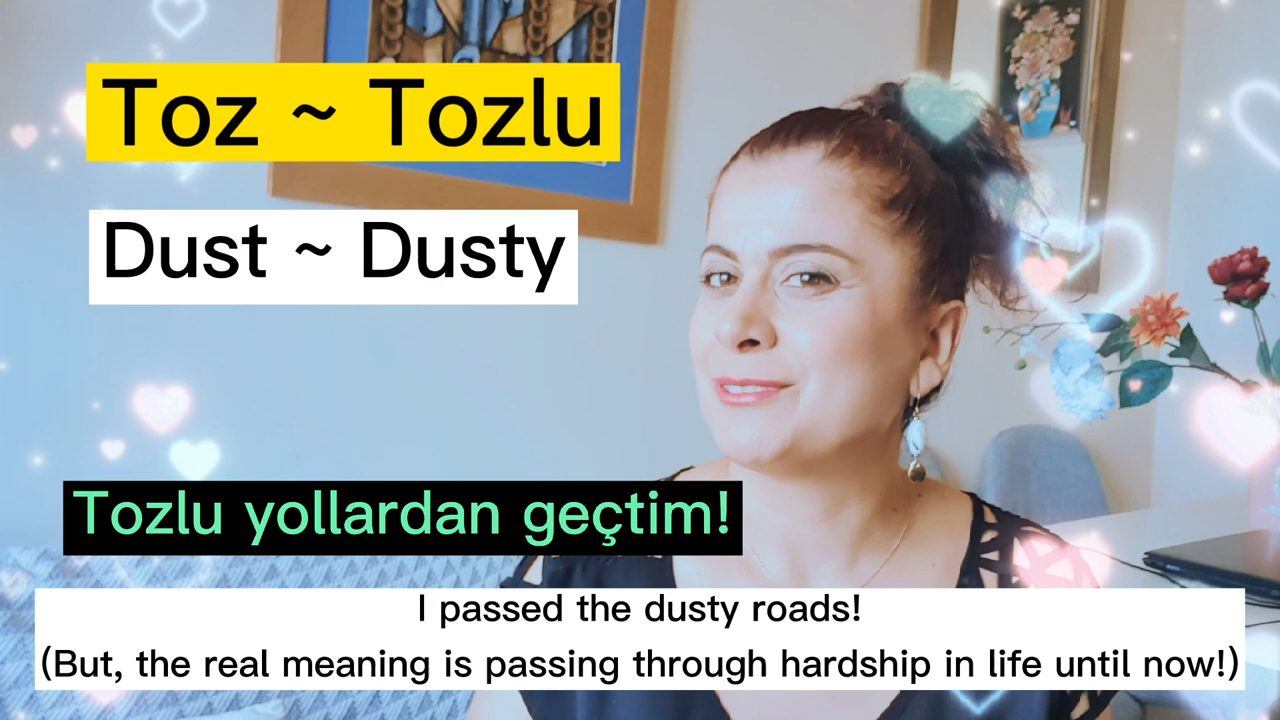 Toz ~ Tozlu
Dust ~ Dusty
Tozlu yollardan geçtim!
I passed the dusty roads!
(But, the real meaning is passing through hardship in life until now!)